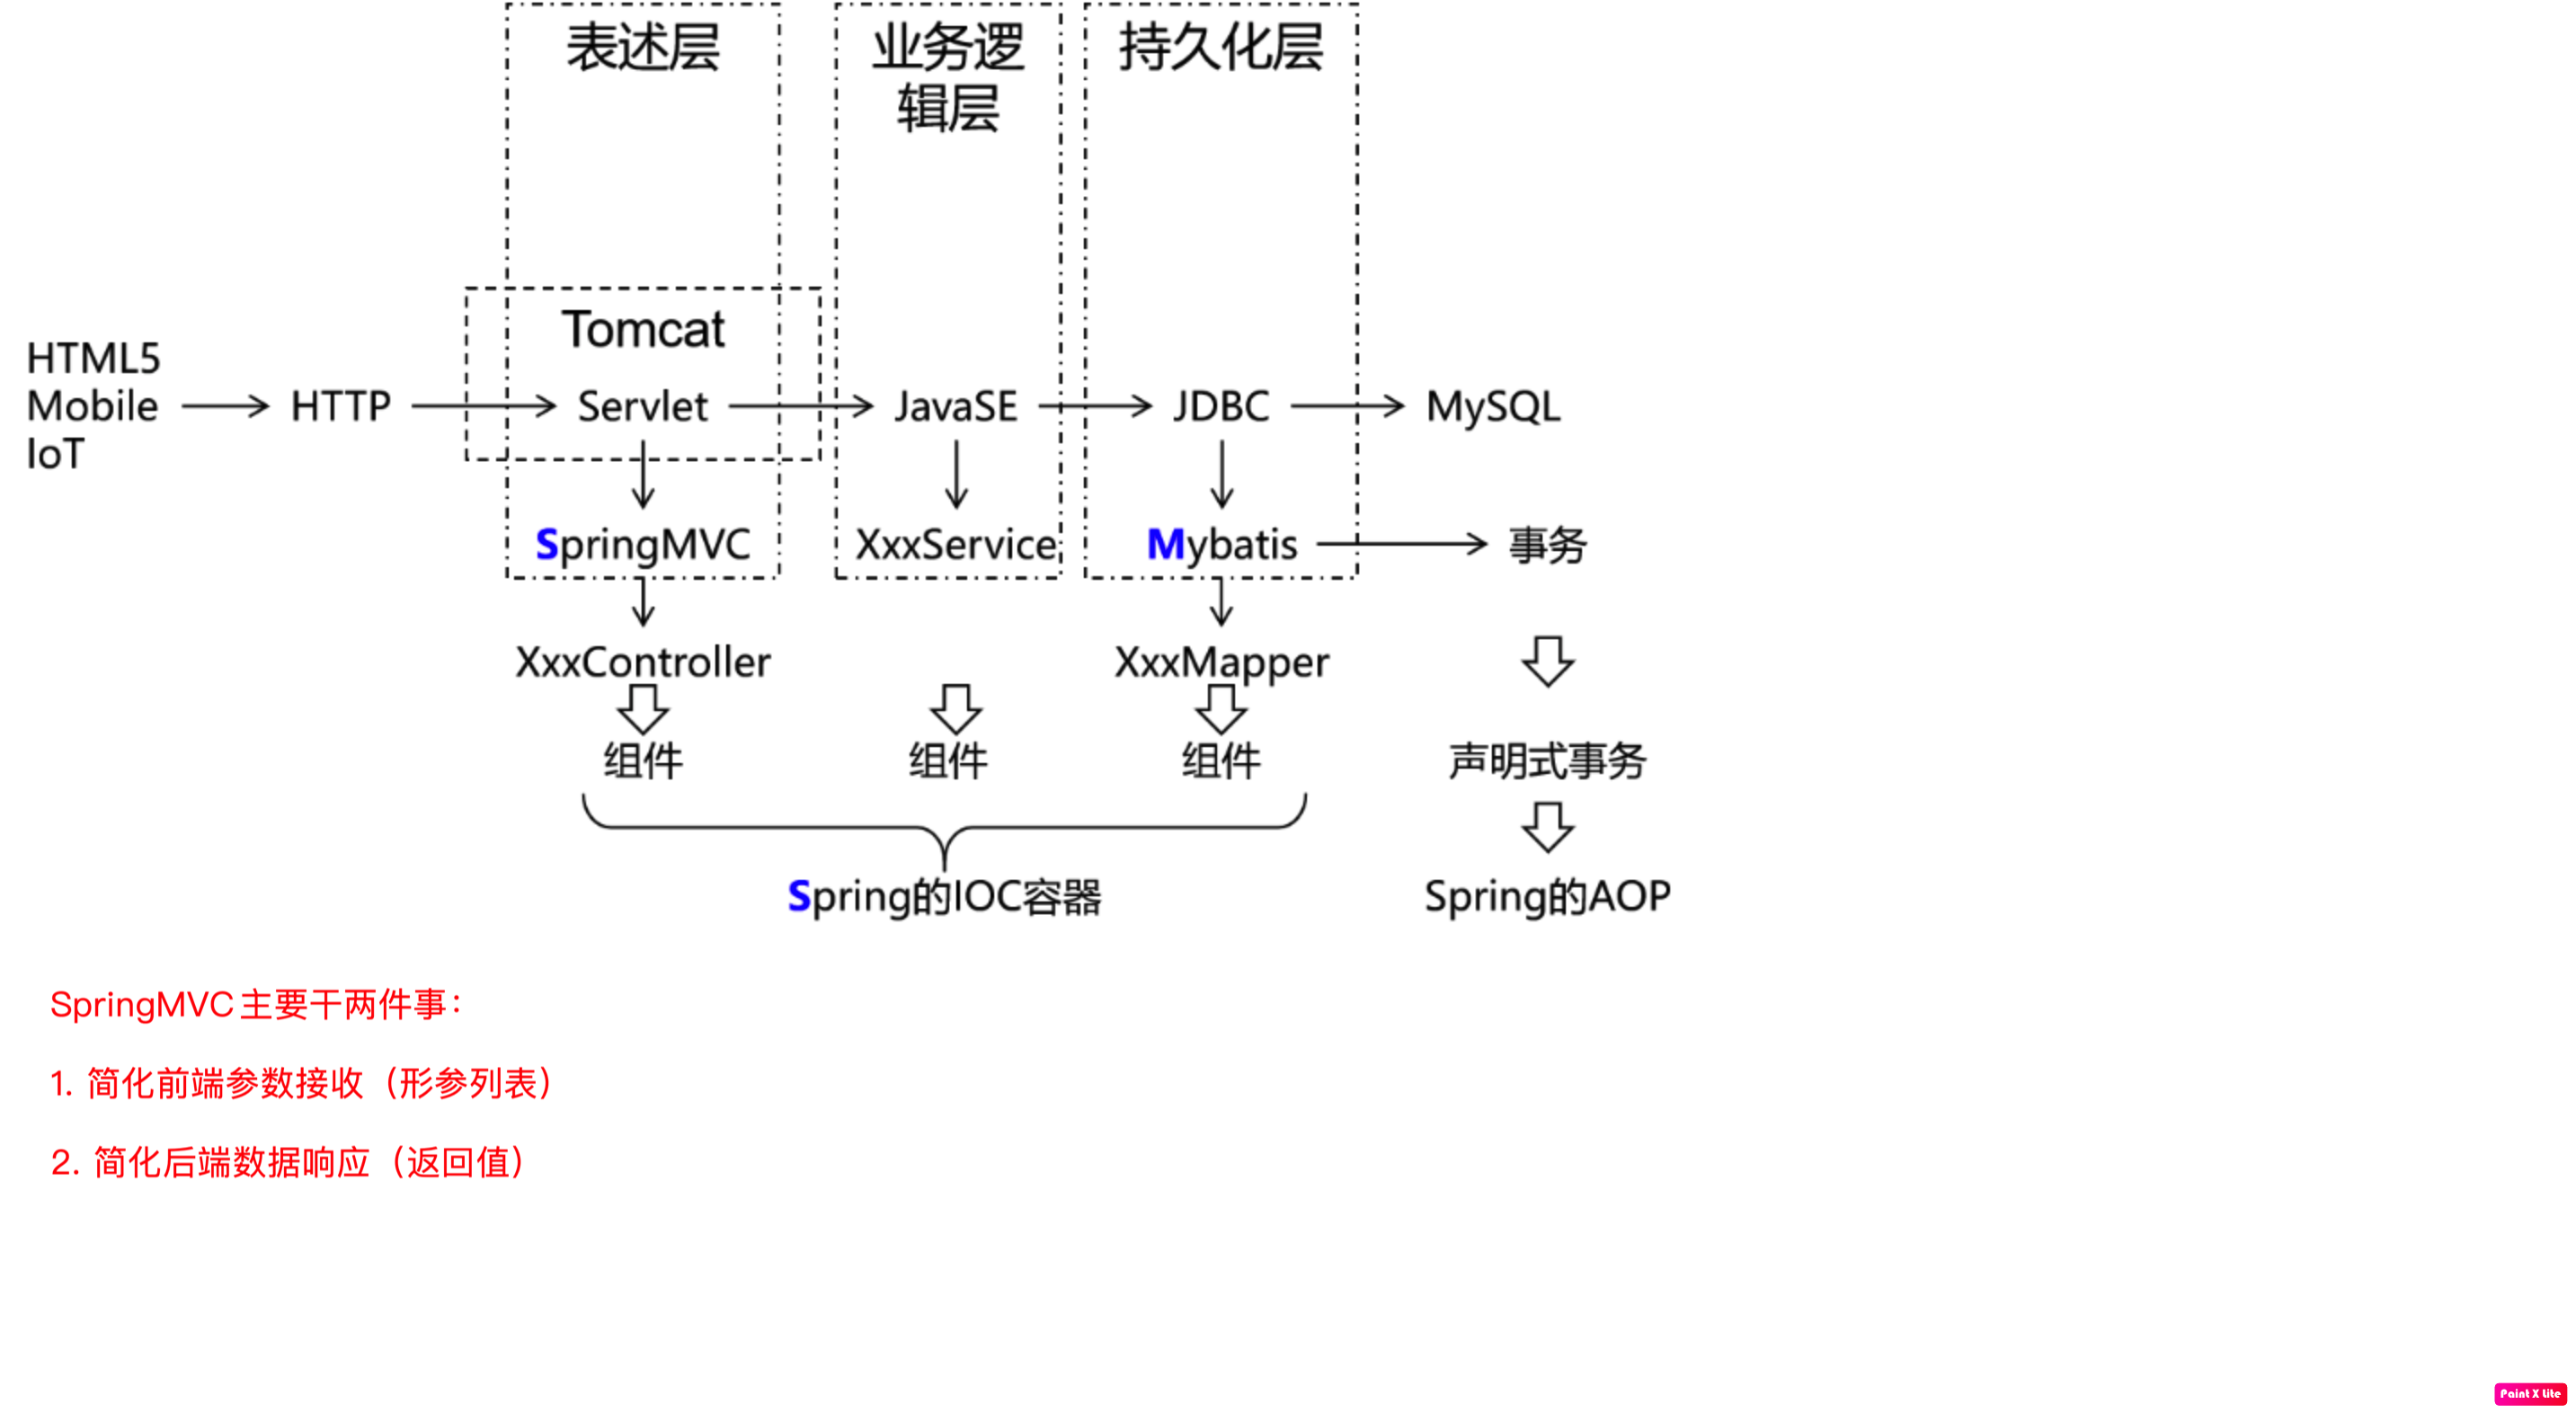 表述层
业务逻
辑层
持久化层
Tomcat
HTML5
Mobile
IoT
HTTP
Servlet
JavaSE
JDBC
MySQL
SpringMVC
XxxService
Mybatis
事务
XxxController
XxxMapper
组件
组件
组件
声明式事务
Spring的IOC容器
Spring的AOP
SpringMVC主要干两件事：
1. 简化前端参数接收（形参列表）
2. 简化后端数据响应（返回值）
Paint X Lite